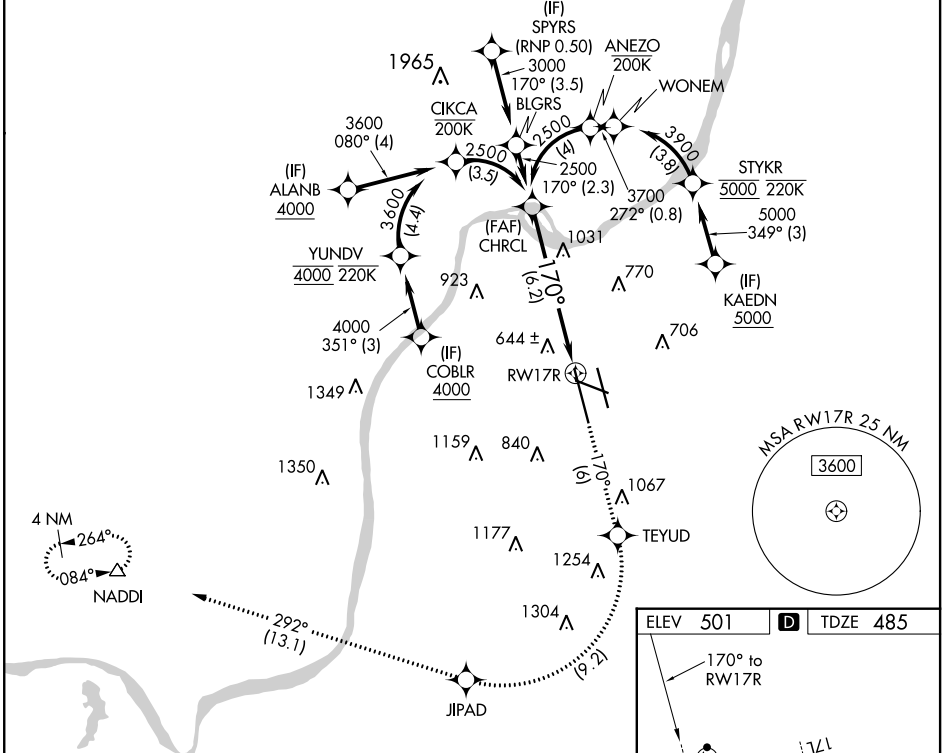 (IF)
SPYRS
(RNP 0.50)
3000
170° (3.5)
ANEZO
200K
1965
WONEM
BLGRS
CIKCA
200K
3600
080° (4)
2500
(4)
3900
(3.8)
2500
(3.5)
2500
170° (2.3)
STYKR
5000 220K
(IF)
ALANB
4000
3600
(4.4)
3700
272° (0.8)
5000
349° (3)
(FAF)
CHRCL
1031
YUNDV
4000 220K
170°
(6.2)
923
770
(IF)
KAEDN
5000
4000
351° (3)
644 ±
706
(IF)
COBLR
4000
RW17R
1349
MSA RW17R 25 NM
3600
1159
840
170°
(6)
1350
1067
4 NM
264°
084°
NADDI
1177
TEYUD
1254
292°
(13.1)
1304
(9.2)
JIPAD
ELEV 501 D TDZE 485
170° to
RW17R
17L